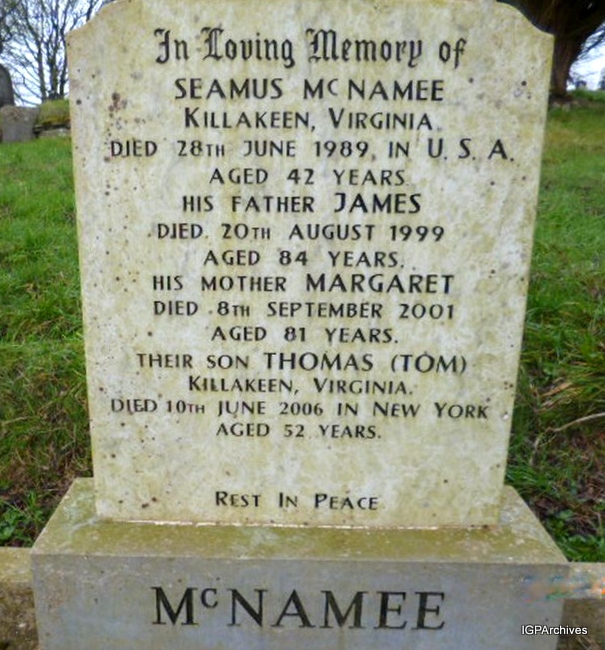 In Loving Memory of
SEAMUS McNAMEE
KILLAKEEN, VIRGINIA
DIED 28TH JUNE 1989, IN U. S. A.
AGED 42 YEARS
HIS FATHER JAMES
DIED. 20TH AUGUST 1999
AGED 84 YEARS.
HIS MOTHER MARGARET
DIED 8TH SEPTEMBER 2001
AGED 81 YEARS.
THEIR SON THOMAS (TOM)
KILLAKEEN, VIRGINIA.
DIED 10TH JUNE 2006 IN NEW YORK
AGED 52 YEARS.
REST IN PEACE
McNAMEE
IGPArchives